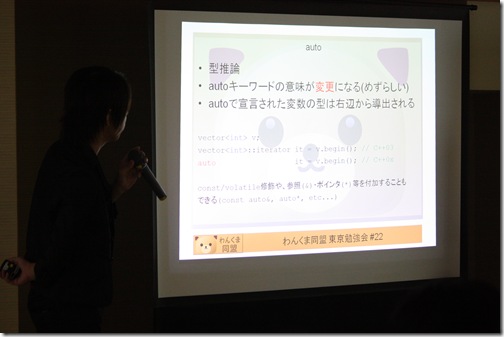 auto
• 型推論
• autoキーワードの意味が変更になる(めずらしい)
• autoで宣言された変数の型は右辺から導出される
vector<int> v;
vector<int>::iterator it = v.begin(); // C++03
auto it = v.begin(); // C++0x
const/volatile修飾や、参照(&)・ポインタ(*)等を付加することも
できる(const auto&, auto*, etc...)
わんくま
同盟
わんくま同盟 東京勉強会 #22